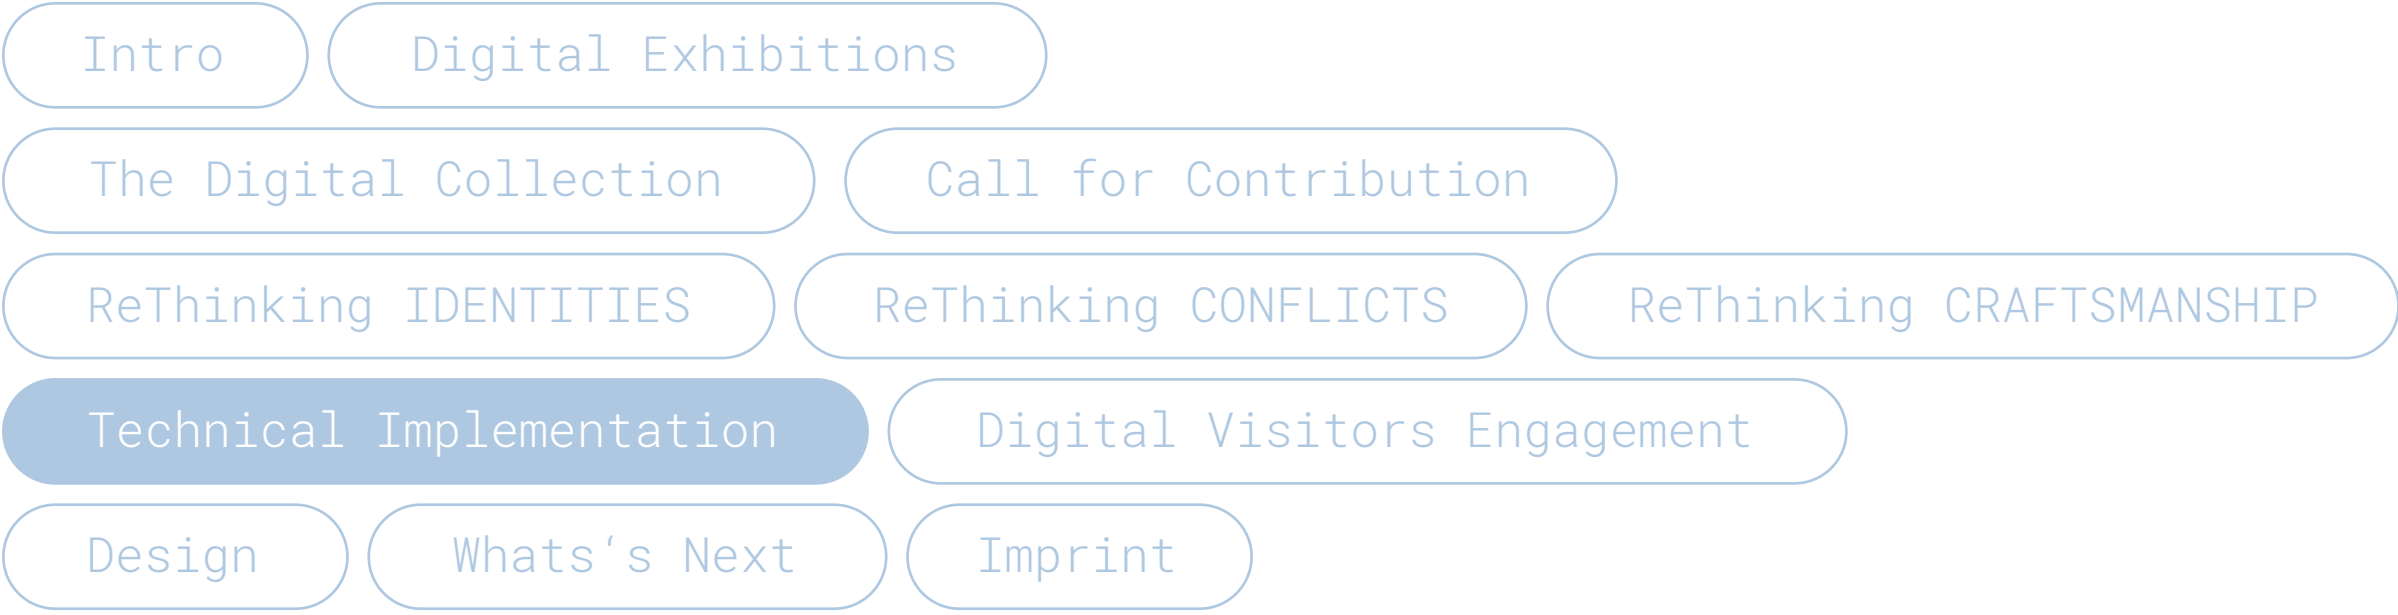 Intro Digital Exhibitions
The Digital Collection Call for Contribution
ReThinking IDENTITIES ReThinking CONFLICTS ReThinking CRAFTSMANSHIP
Technical Implementation Digital Visitors Engagement
Design Whats‘s Next Imprint